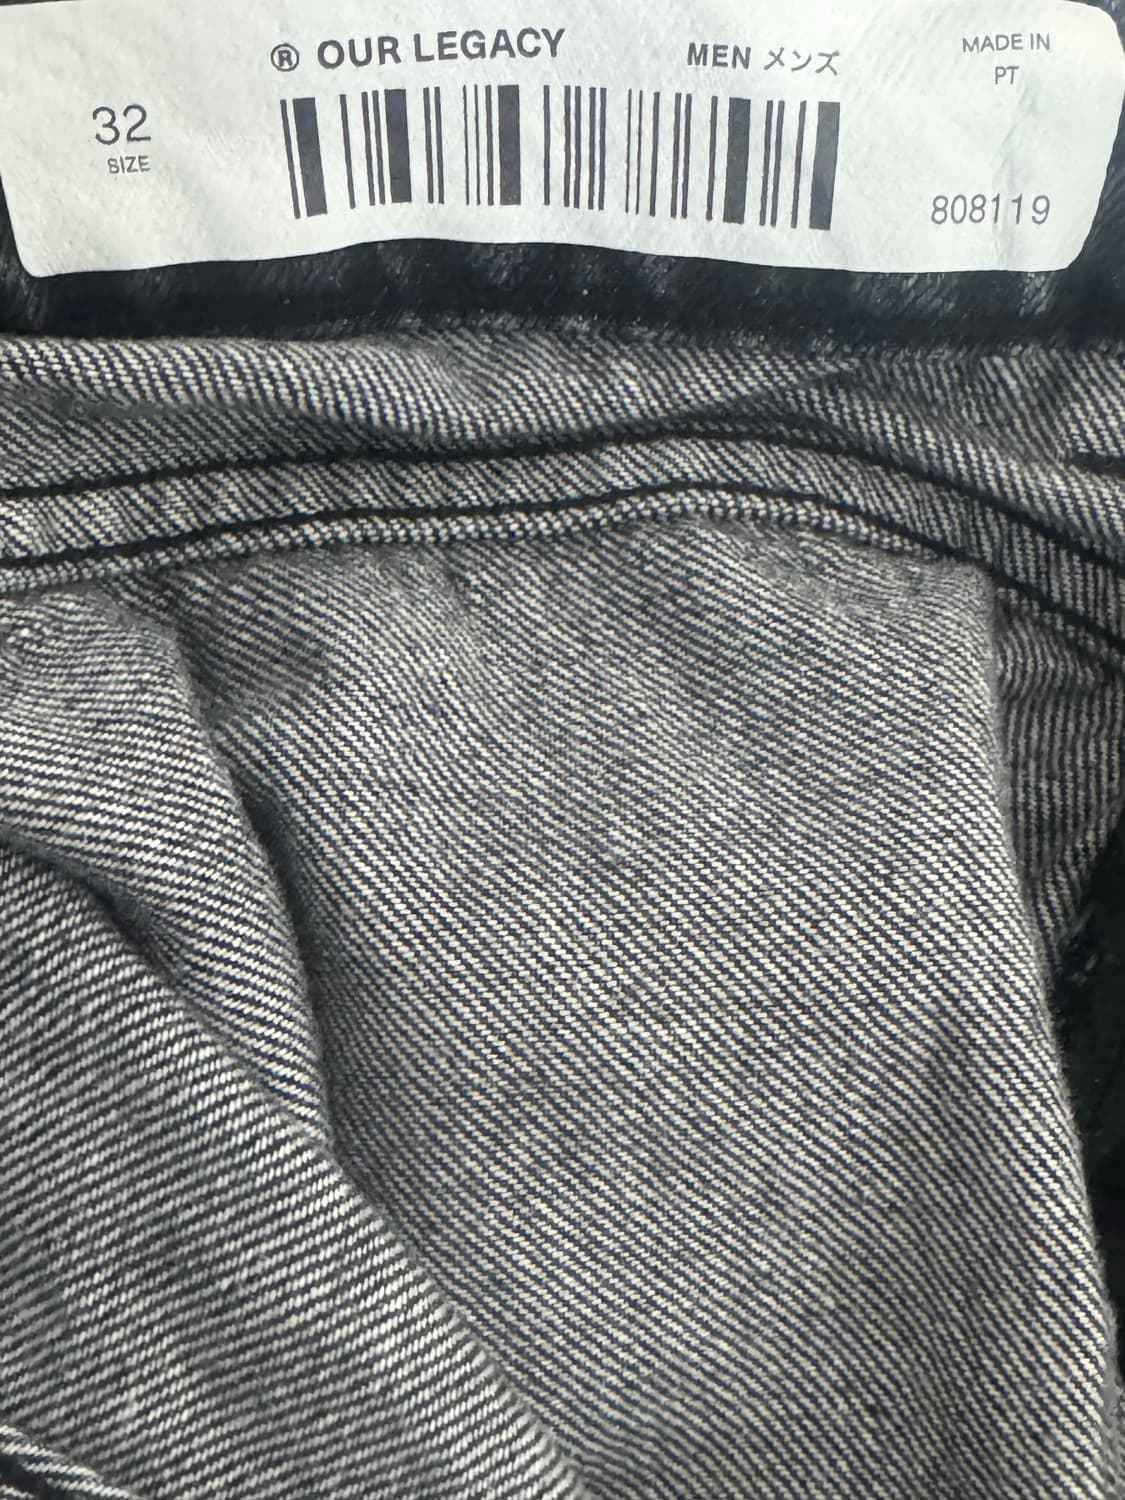 ® OUR LEGACY
MEN メンズ
MADE IN
PT
32
SIZE
808119